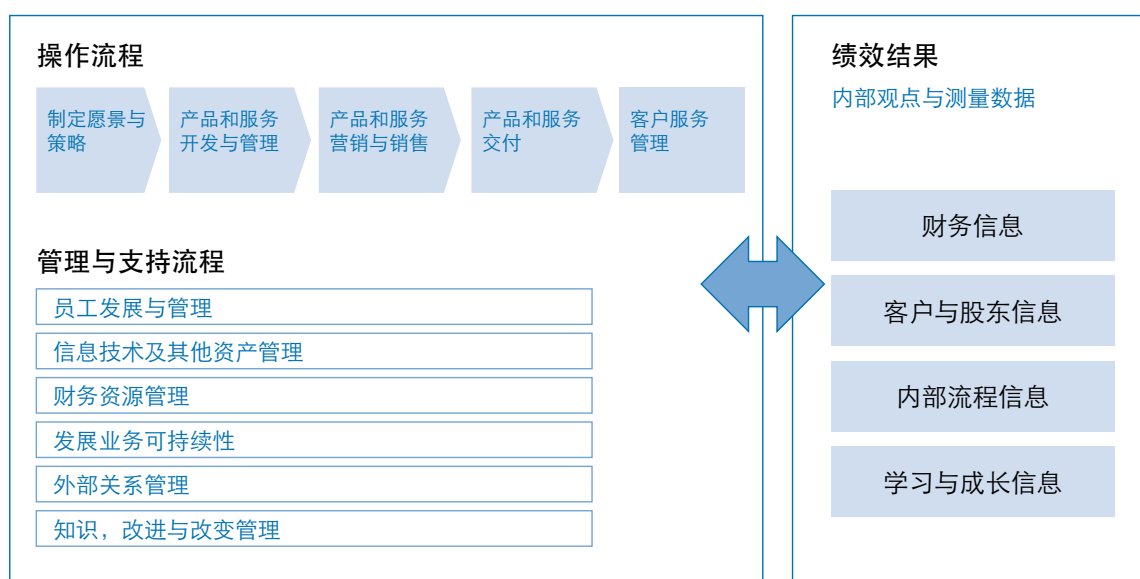 操作流程
制定愿景与
策略
产品和服务
开发与管理
产品和服务
营销与销售
产品和服务
交付
客户服务
管理
管理与支持流程
员工发展与管理
信息技术及其他资产管理
财务资源管理
发展业务可持续性
外部关系管理
知识，改进与改变管理
绩效结果
内部观点与测量数据
财务信息
客户与股东信息
内部流程信息
学习与成长信息